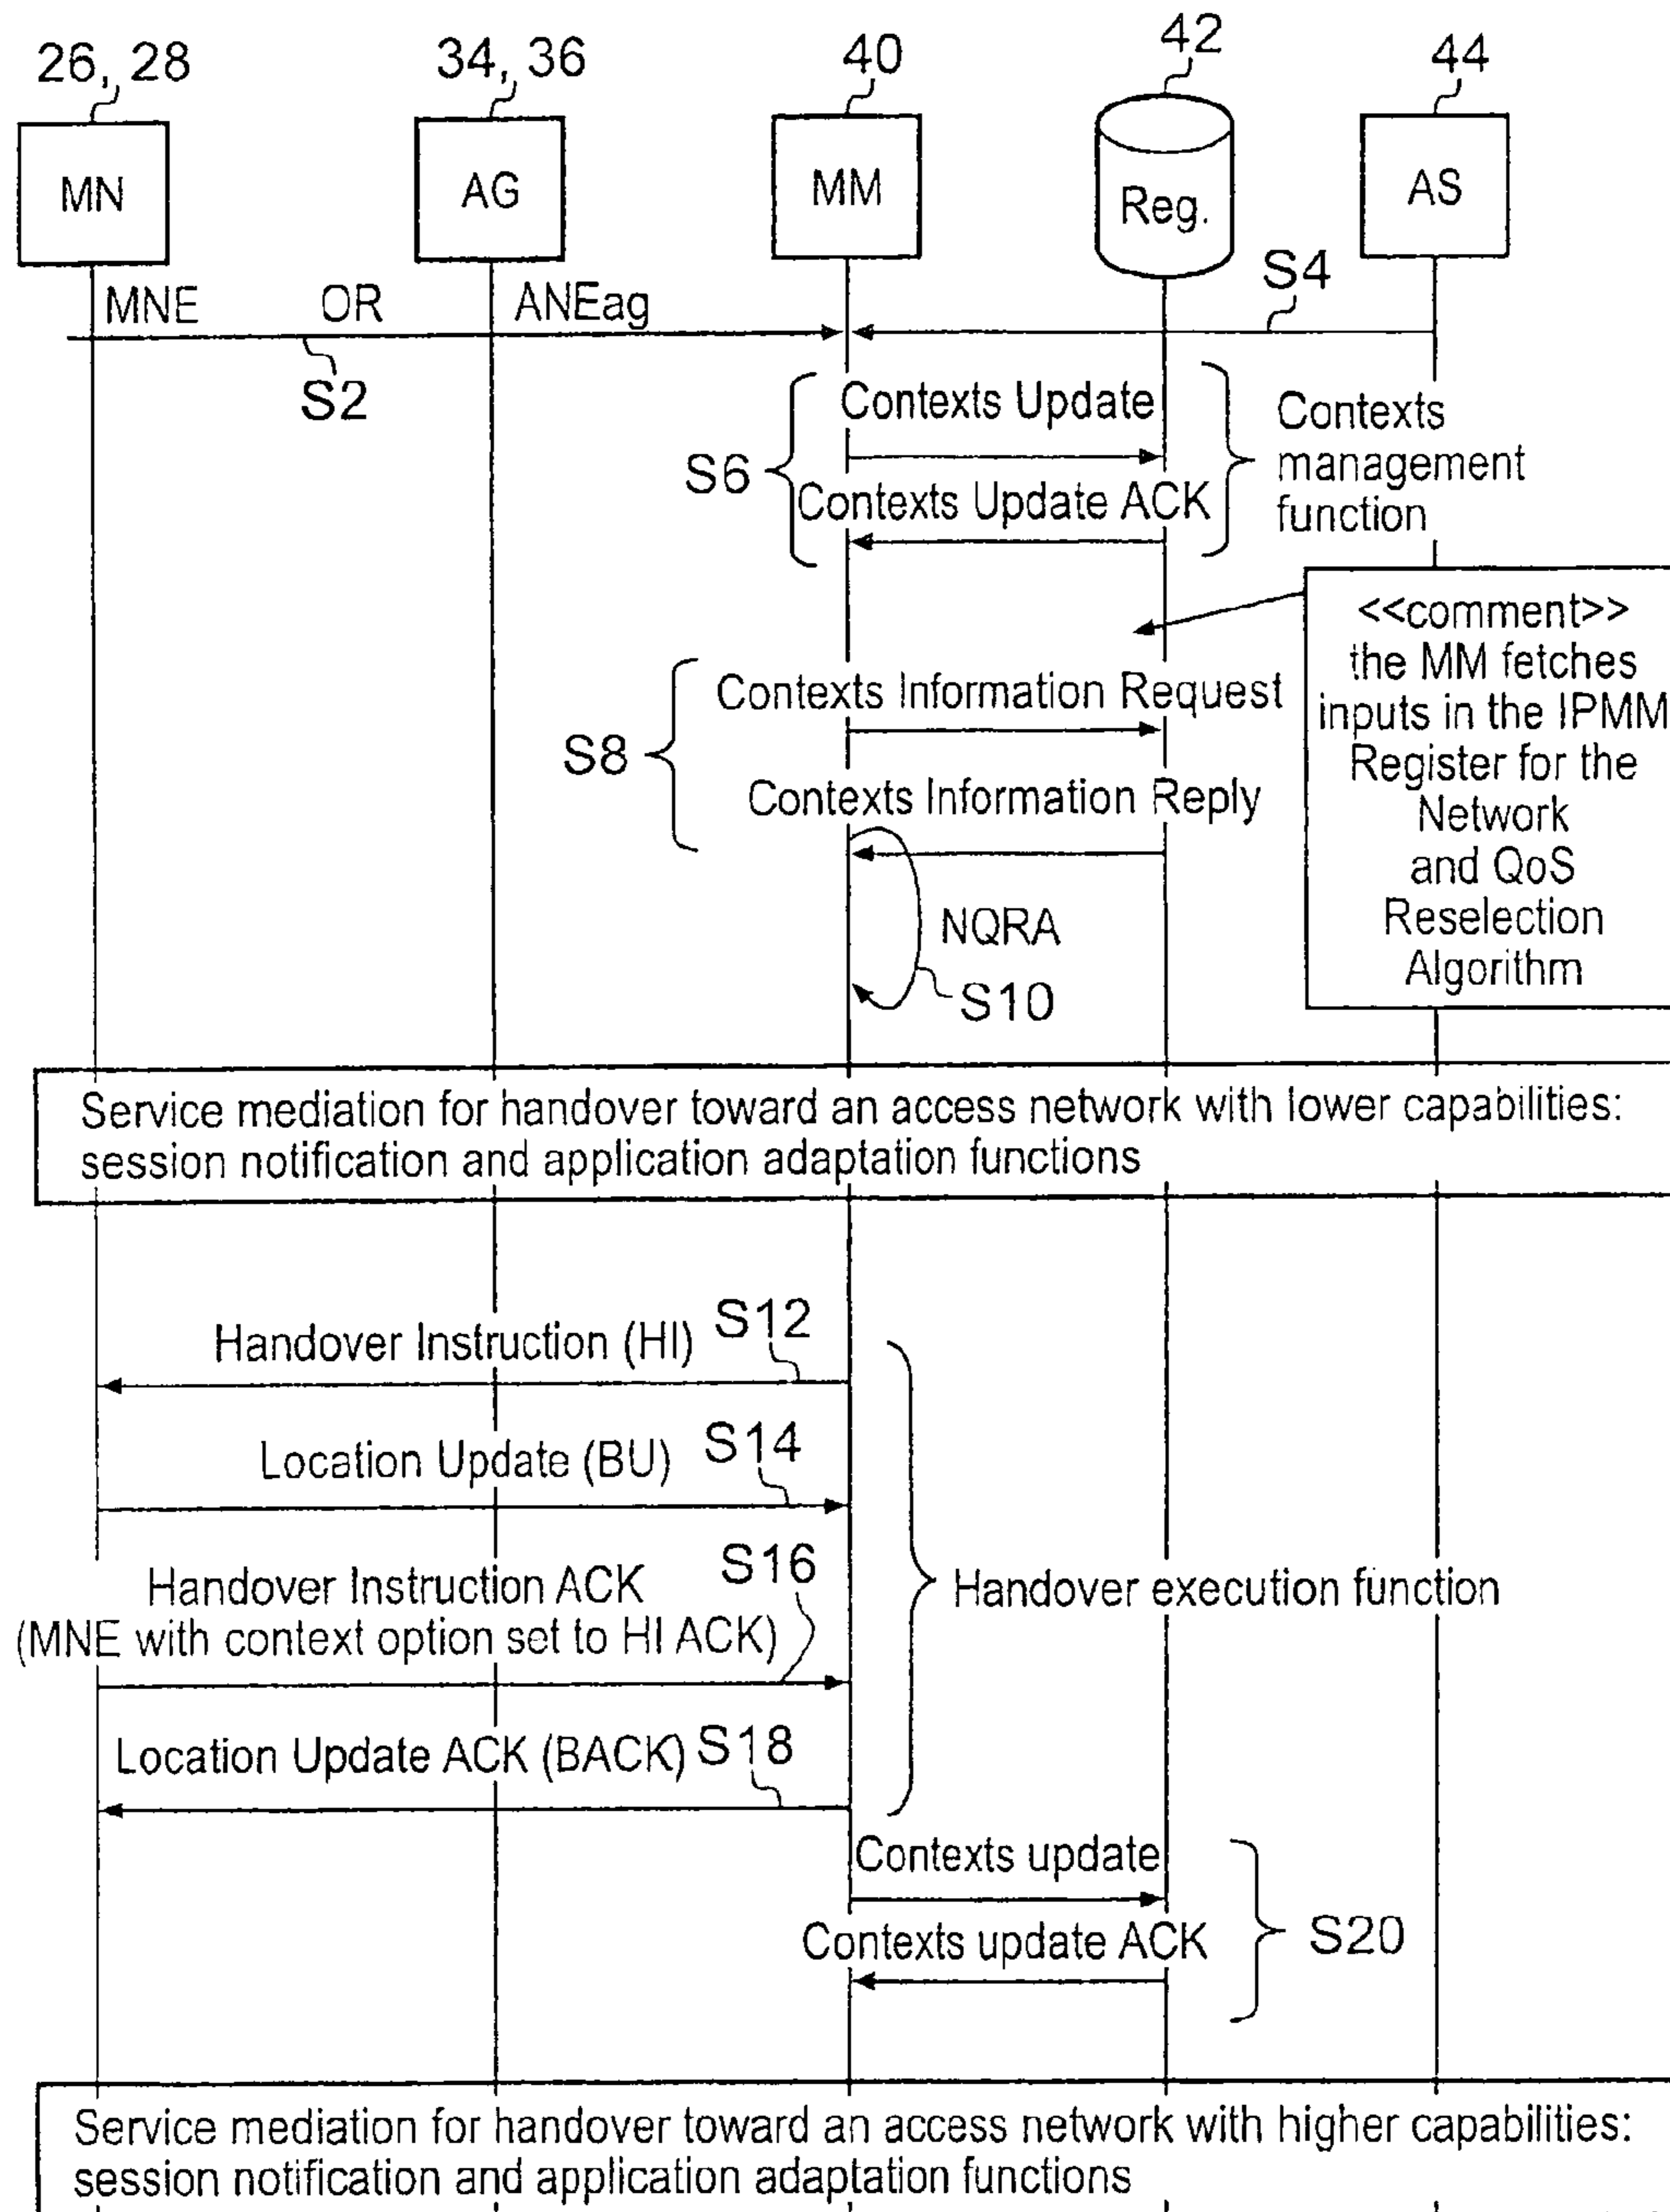 26, 28
34, 36
40
42
44
MN
AG
MM
Reg.
AS
MNE OR ANEag
S4
S2
Contexts Update
S6
Contexts Update ACK
Contexts
management
function
<<comment>>
the MM fetches
inputs in the IPMM
Register for the
Network
and QoS
Reselection
Algorithm
Contexts Information Request
S8
Contexts Information Reply
NQRA
S10
Service mediation for handover toward an access network with lower capabilities:
session notification and application adaptation functions
Handover Instruction (HI) S12
Location Update (BU) S14
Handover Instruction ACK S16
(MNE with context option set to HI ACK)
Handover execution function
Location Update ACK (BACK) S18
Contexts update
Contexts update ACK
S20
Service mediation for handover toward an access network with higher capabilities:
session notification and application adaptation functions